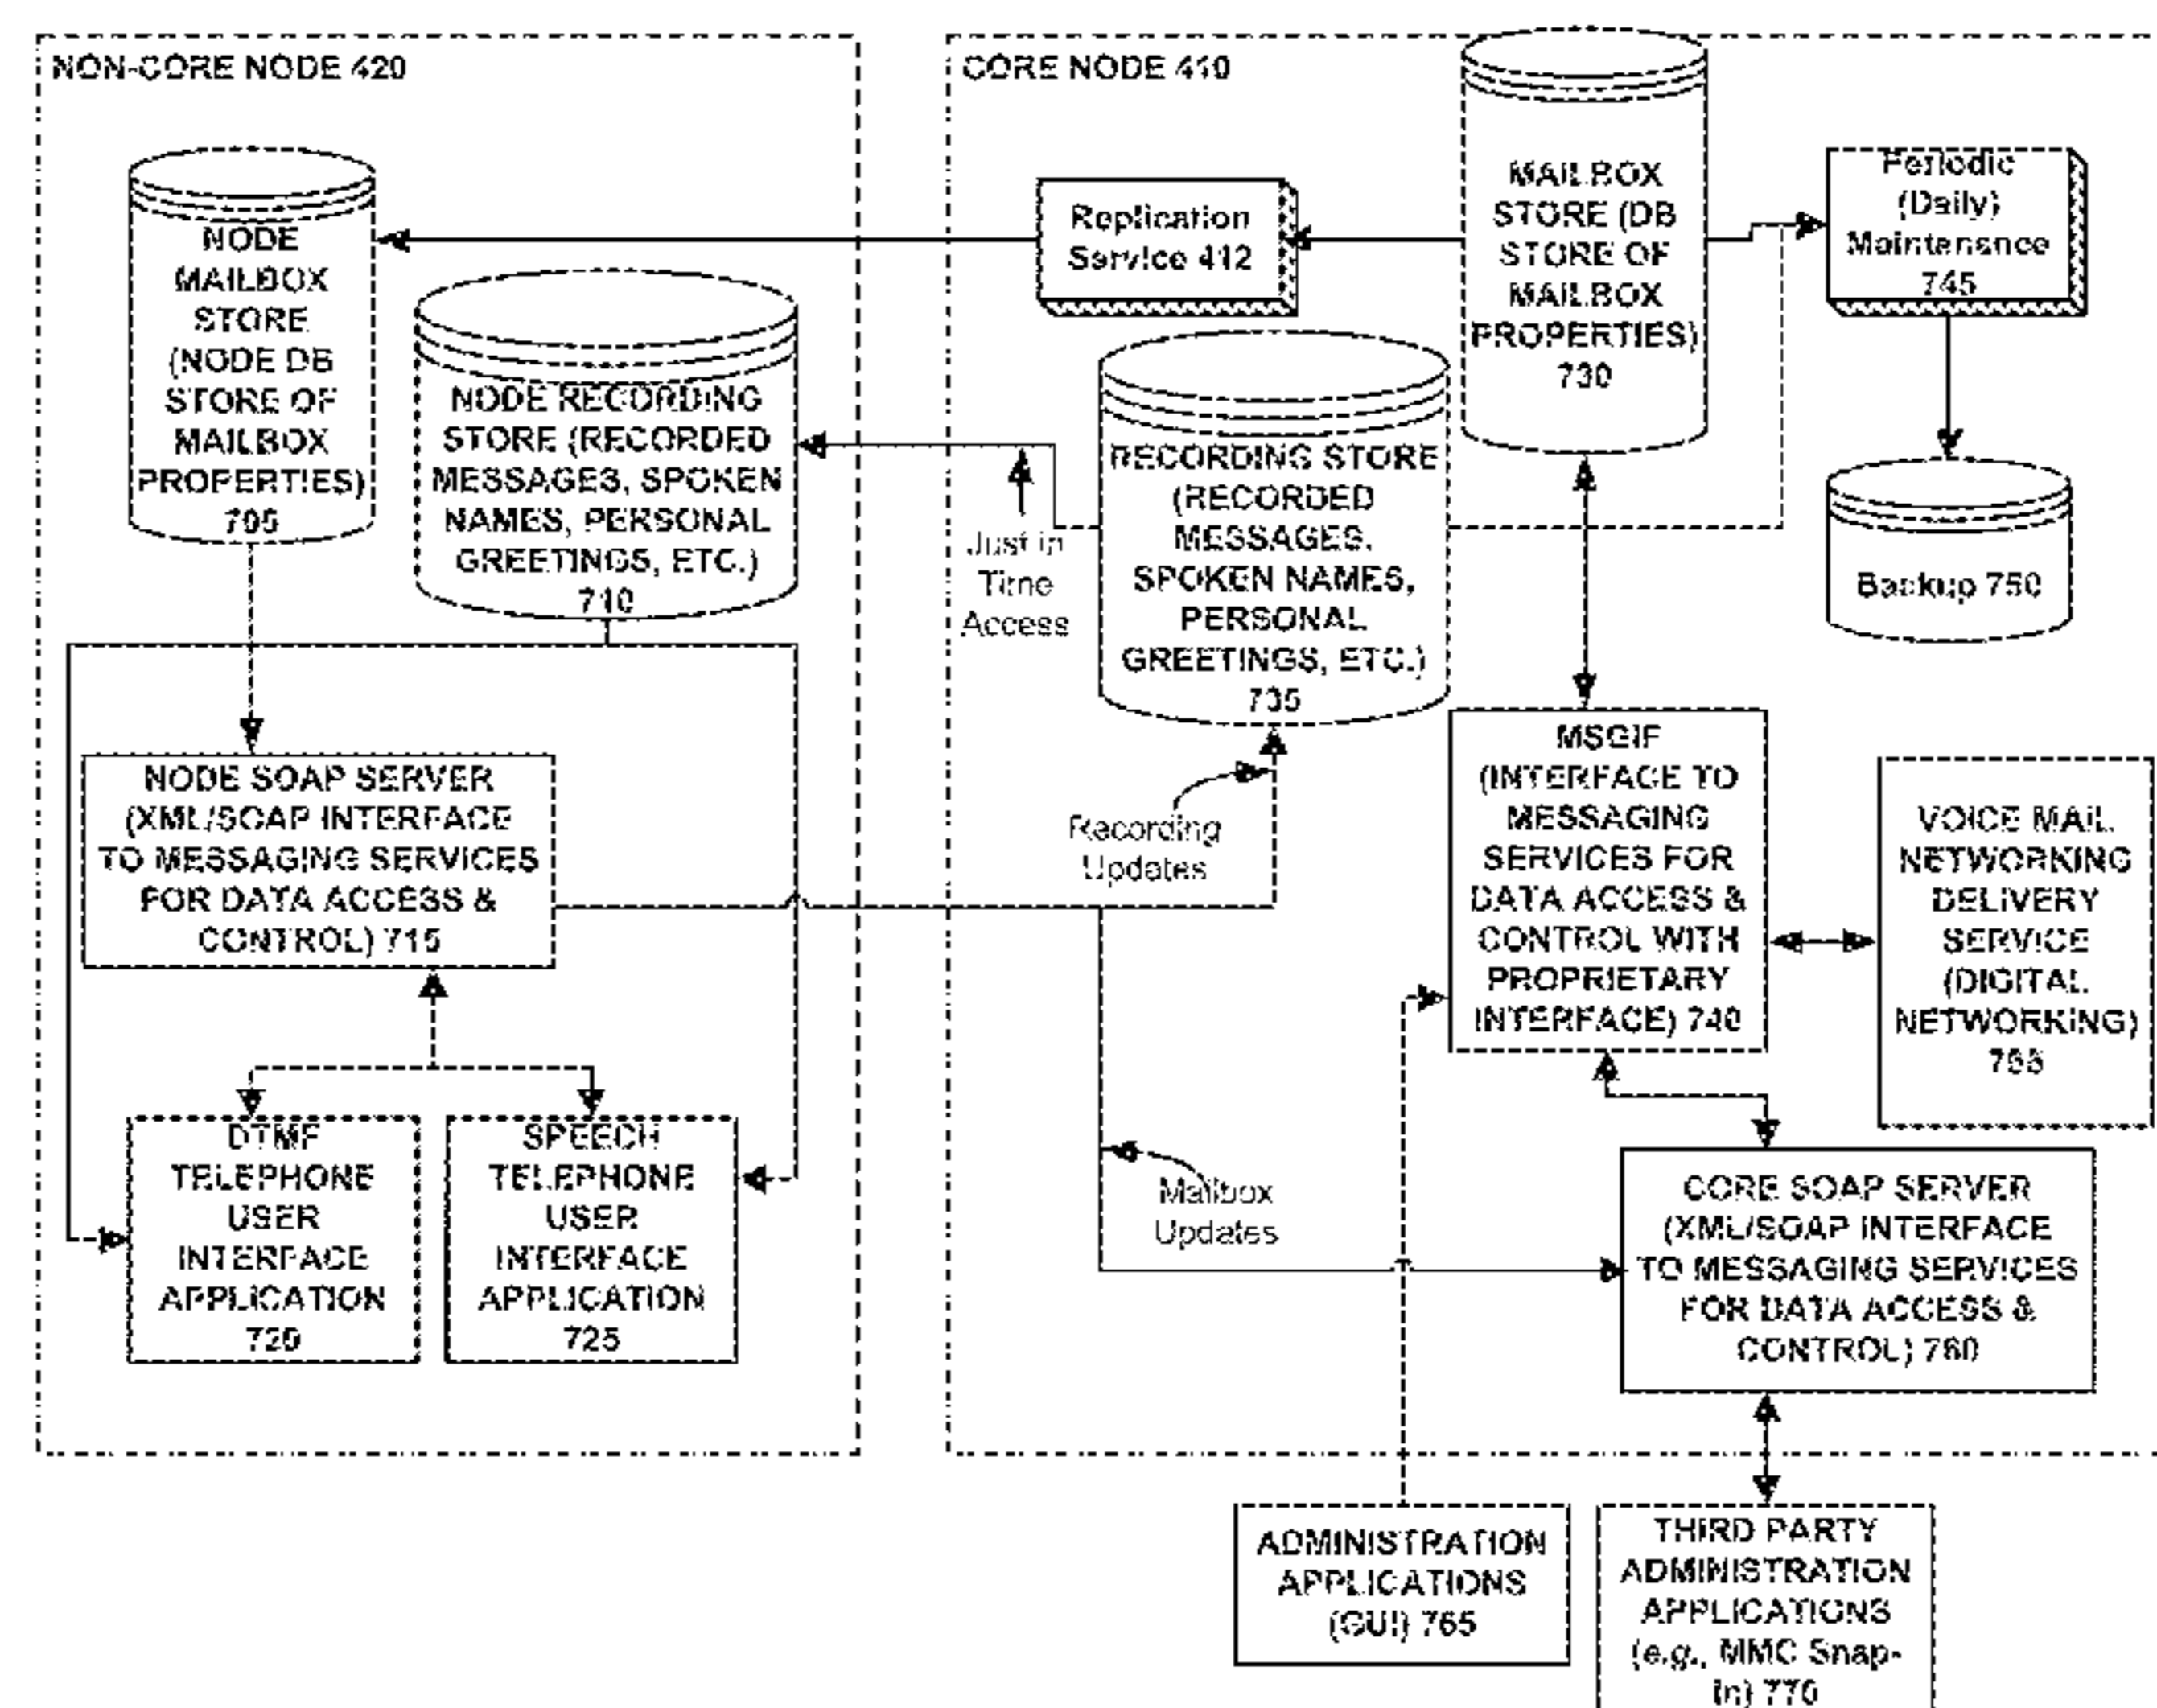 NON-CORE NODE 420
NODE
MAILBOX
STORE
(NODE DB
STORE OF
MAILBOX
PROPERTIES)
705
NODE RECORDING
STORE (RECORDED
MESSAGES, SPOKEN
NAMES, PERSONAL
GREETINGS, ETC.)
710
NODE SOAP SERVER
(XML/SOAP INTERFACE
TO MESSAGING SERVICES
FOR DATA ACCESS &
CONTROL) 715
DTMF
TELEPHONE
USER
INTERFACE
APPLICATION
720
SPEECH
TELEPHONE
USER
INTERFACE
APPLICATION
725
CORE NODE 410
Replication
Service 412
MAILBOX
STORE (DB
STORE OF
MAILBOX
PROPERTIES)
730
Periodic
(Daily)
Maintenance
745
Backup 750
Just in
Time
Access
RECORDING STORE
(RECORDED
MESSAGES,
SPOKEN NAMES,
PERSONAL
GREETINGS, ETC.)
735
Recording
Updates
MSGIF
(INTERFACE TO
MESSAGING
SERVICES FOR
DATA ACCESS &
CONTROL WITH
PROPRIETARY
INTERFACE) 740
VOICE MAIL
NETWORKING
DELIVERY
SERVICE
(DIGITAL
NETWORKING)
755
Mailbox
Updates
CORE SOAP SERVER
(XML/SOAP INTERFACE
TO MESSAGING SERVICES
FOR DATA ACCESS &
CONTROL) 760
ADMINISTRATION
APPLICATIONS
(GUI) 765
THIRD PARTY
ADMINISTRATION
APPLICATIONS
(e.g., MMC Snap-
in) 770